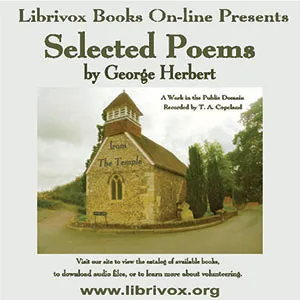 Librivox Books On-line Presents
Selected Poems
by George Herbert
A Work in the Public Domain
Recorded by T. A. Copeland
from
The Temple
Visit our site to view the catalog of available books,
to download audio files, or to learn more about volunteering.
www.librivox.org